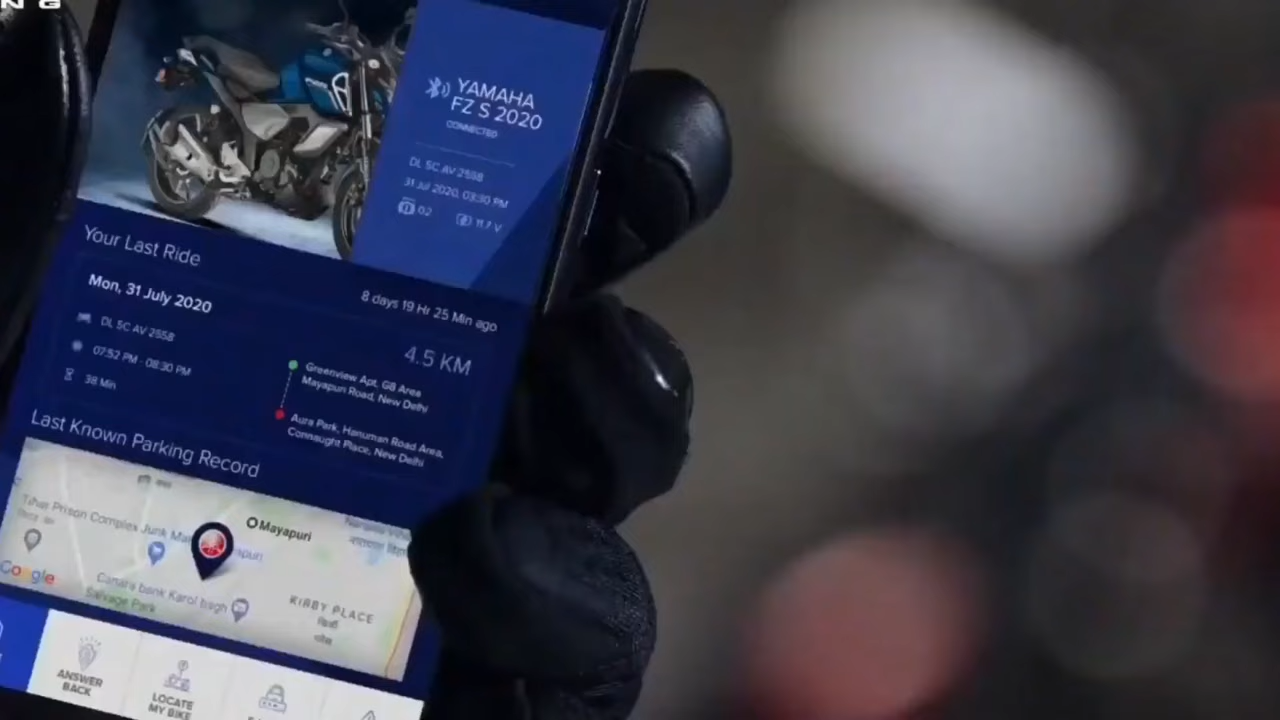 N G
YAMAHA
FZ S 2020
CONNECTED
DL 5C AV 2558
31 Jul 2020, 03:30 PM
02
11.7 V
Your Last Ride
Mon, 31 July 2020
8 days 19 Hr 25 Min ago
DL 5C AV 2558
4.5 KM
07:52 PM - 08:30 PM
Greenview Apt, G8 Area
Mayapuri Road, New Delhi
38 Min
Aura Park, Hanuman Road Area,
Connaught Place, New Delhi
Last Known Parking Record
Mayapuri
Tihar Prison Complex Junk
apuri
Google
Canara bank Karol bagh
Salvage Park
KIRBY PLACE
ANSWER
BACK
LOCATE
MY BIKE